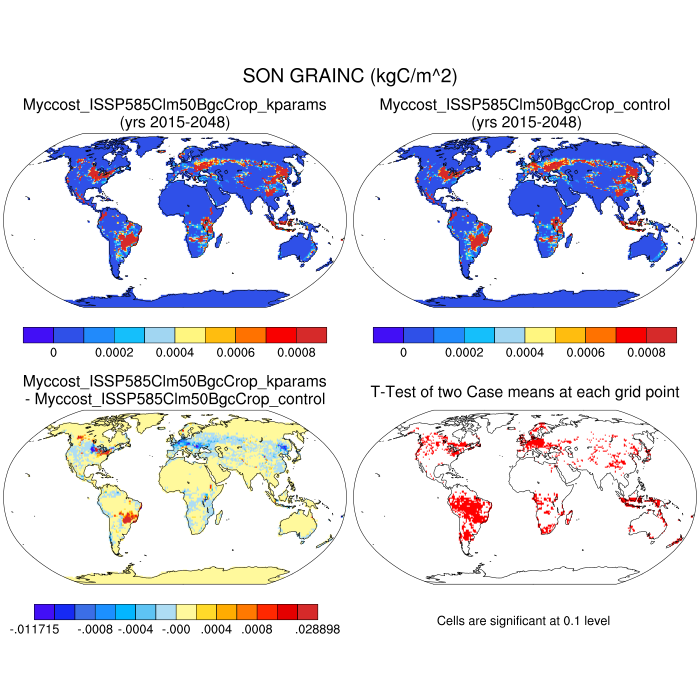 SON GRAINC (kgC/m^2)
Myccost_ISSP585Clm50BgcCrop_kparams
(yrs 2015-2048)
Myccost_ISSP585Clm50BgcCrop_control
(yrs 2015-2048)
0 0.0002 0.0004 0.0006 0.0008
0 0.0002 0.0004 0.0006 0.0008
Myccost_ISSP585Clm50BgcCrop_kparams
- Myccost_ISSP585Clm50BgcCrop_control
T-Test of two Case means at each grid point
-.011715 -.0008 -.0004 -.000 .0004 .0008 .028898
Cells are significant at 0.1 level